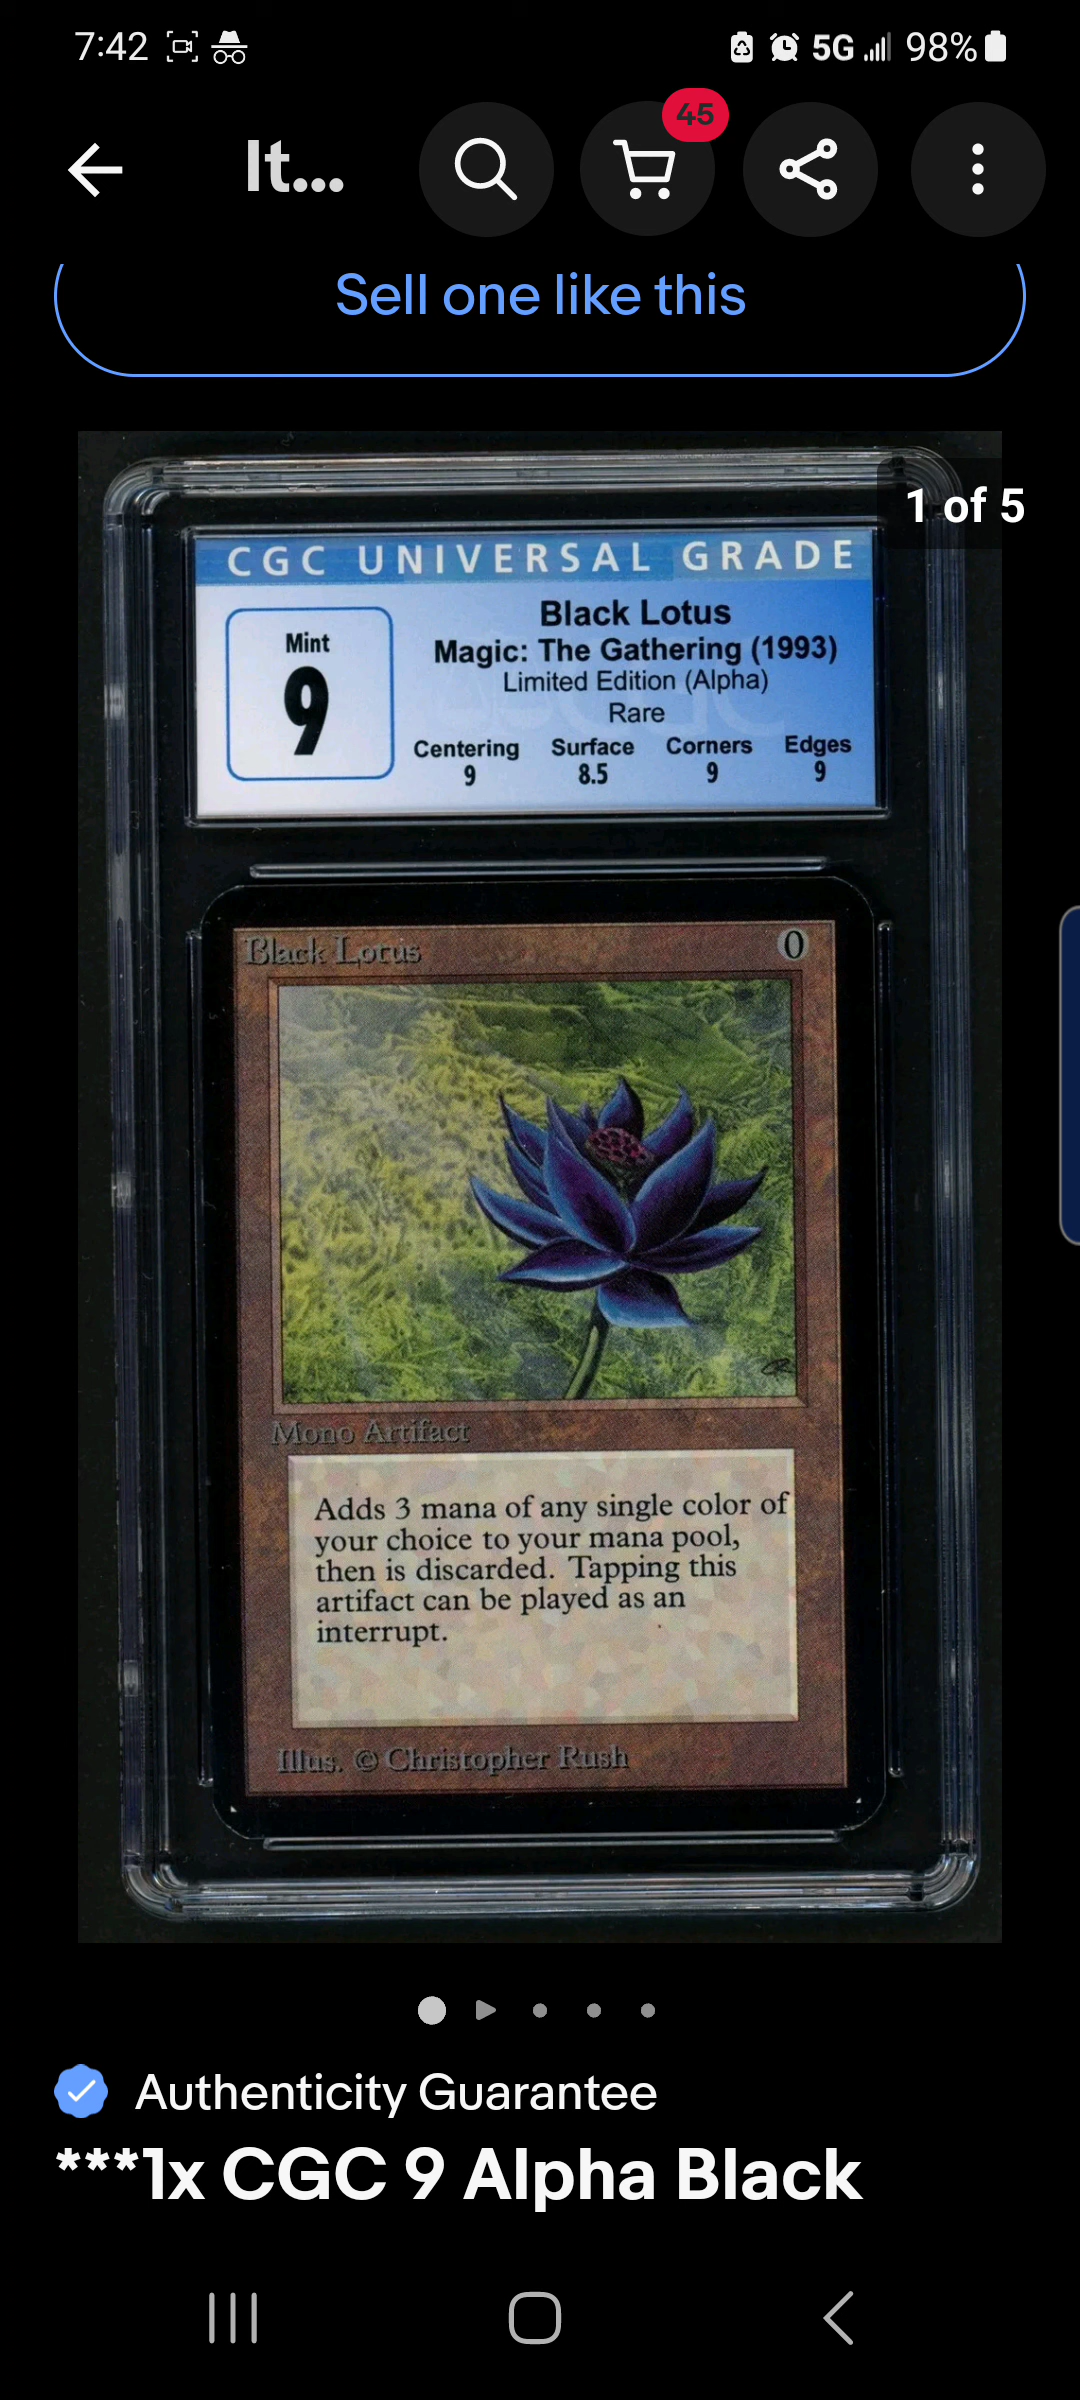 7:42
5G 98%
45
It...
Sell one like this
1 of 5
CGC UNIVERSAL GRADE
Mint
9
Black Lotus
Magic: The Gathering (1993)
Limited Edition (Alpha)
Rare
Centering Surface Corners Edges
9 8.5 9 9
Black Lotus 0
Mono Artifact
Adds 3 mana of any single color of
your choice to your mana pool,
then is discarded. Tapping this
artifact can be played as an
interrupt.
Illus. © Christopher Rush
Authenticity Guarantee
***1x CGC 9 Alpha Black